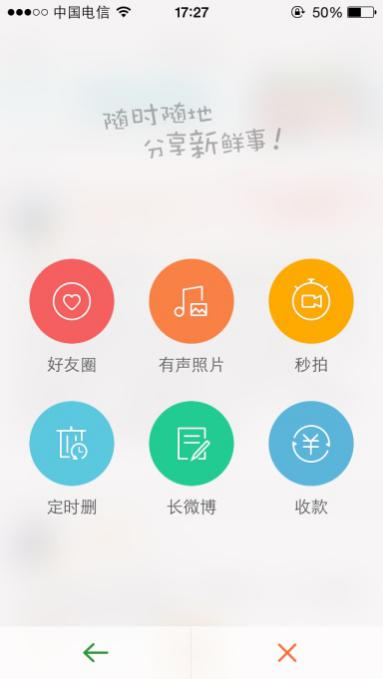 中国电信 17:27 50%
随时随地
分享新鲜事！
好友圈 有声照片 秒拍
定时删 长微博 收款